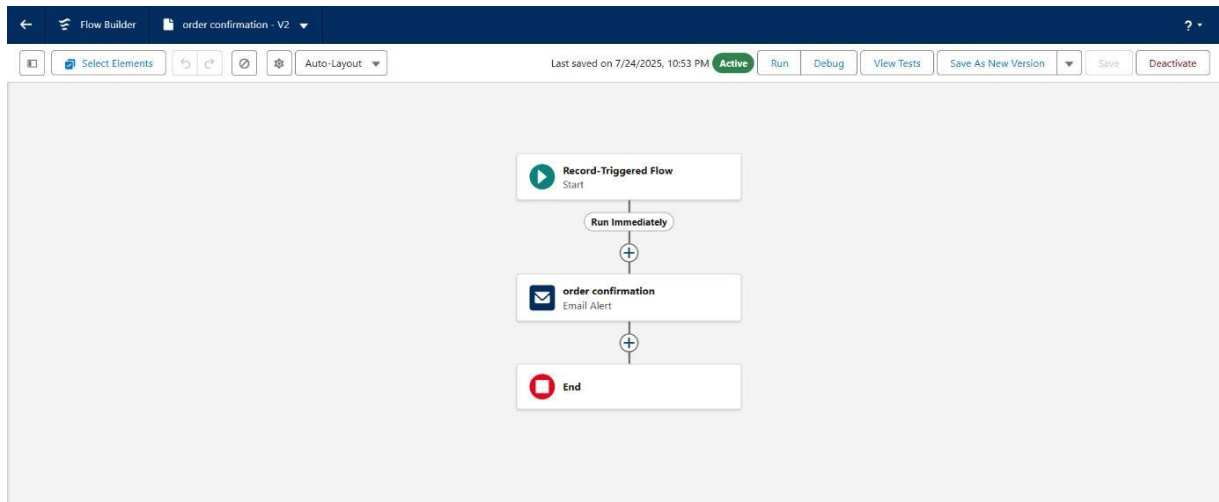 Flow Builder order confirmation - V2 ?
Select Elements Auto-Layout Last saved on 7/24/2025, 10:53 PM Active Run Debug View Tests Save As New Version Save Deactivate
Record-Triggered Flow
Start
Run Immediately
order confirmation
Email Alert
End